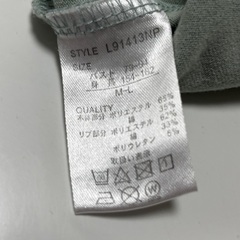 STYLE L91413NP
SIZE
バスト 79-94
身 長 154-162
M-L
QUALITY
本体部分 ポリエステル 65%
綿 35%
リブ部分 ポリエステル 62%
綿 33%
ポリウレタン 5%
取扱い表示